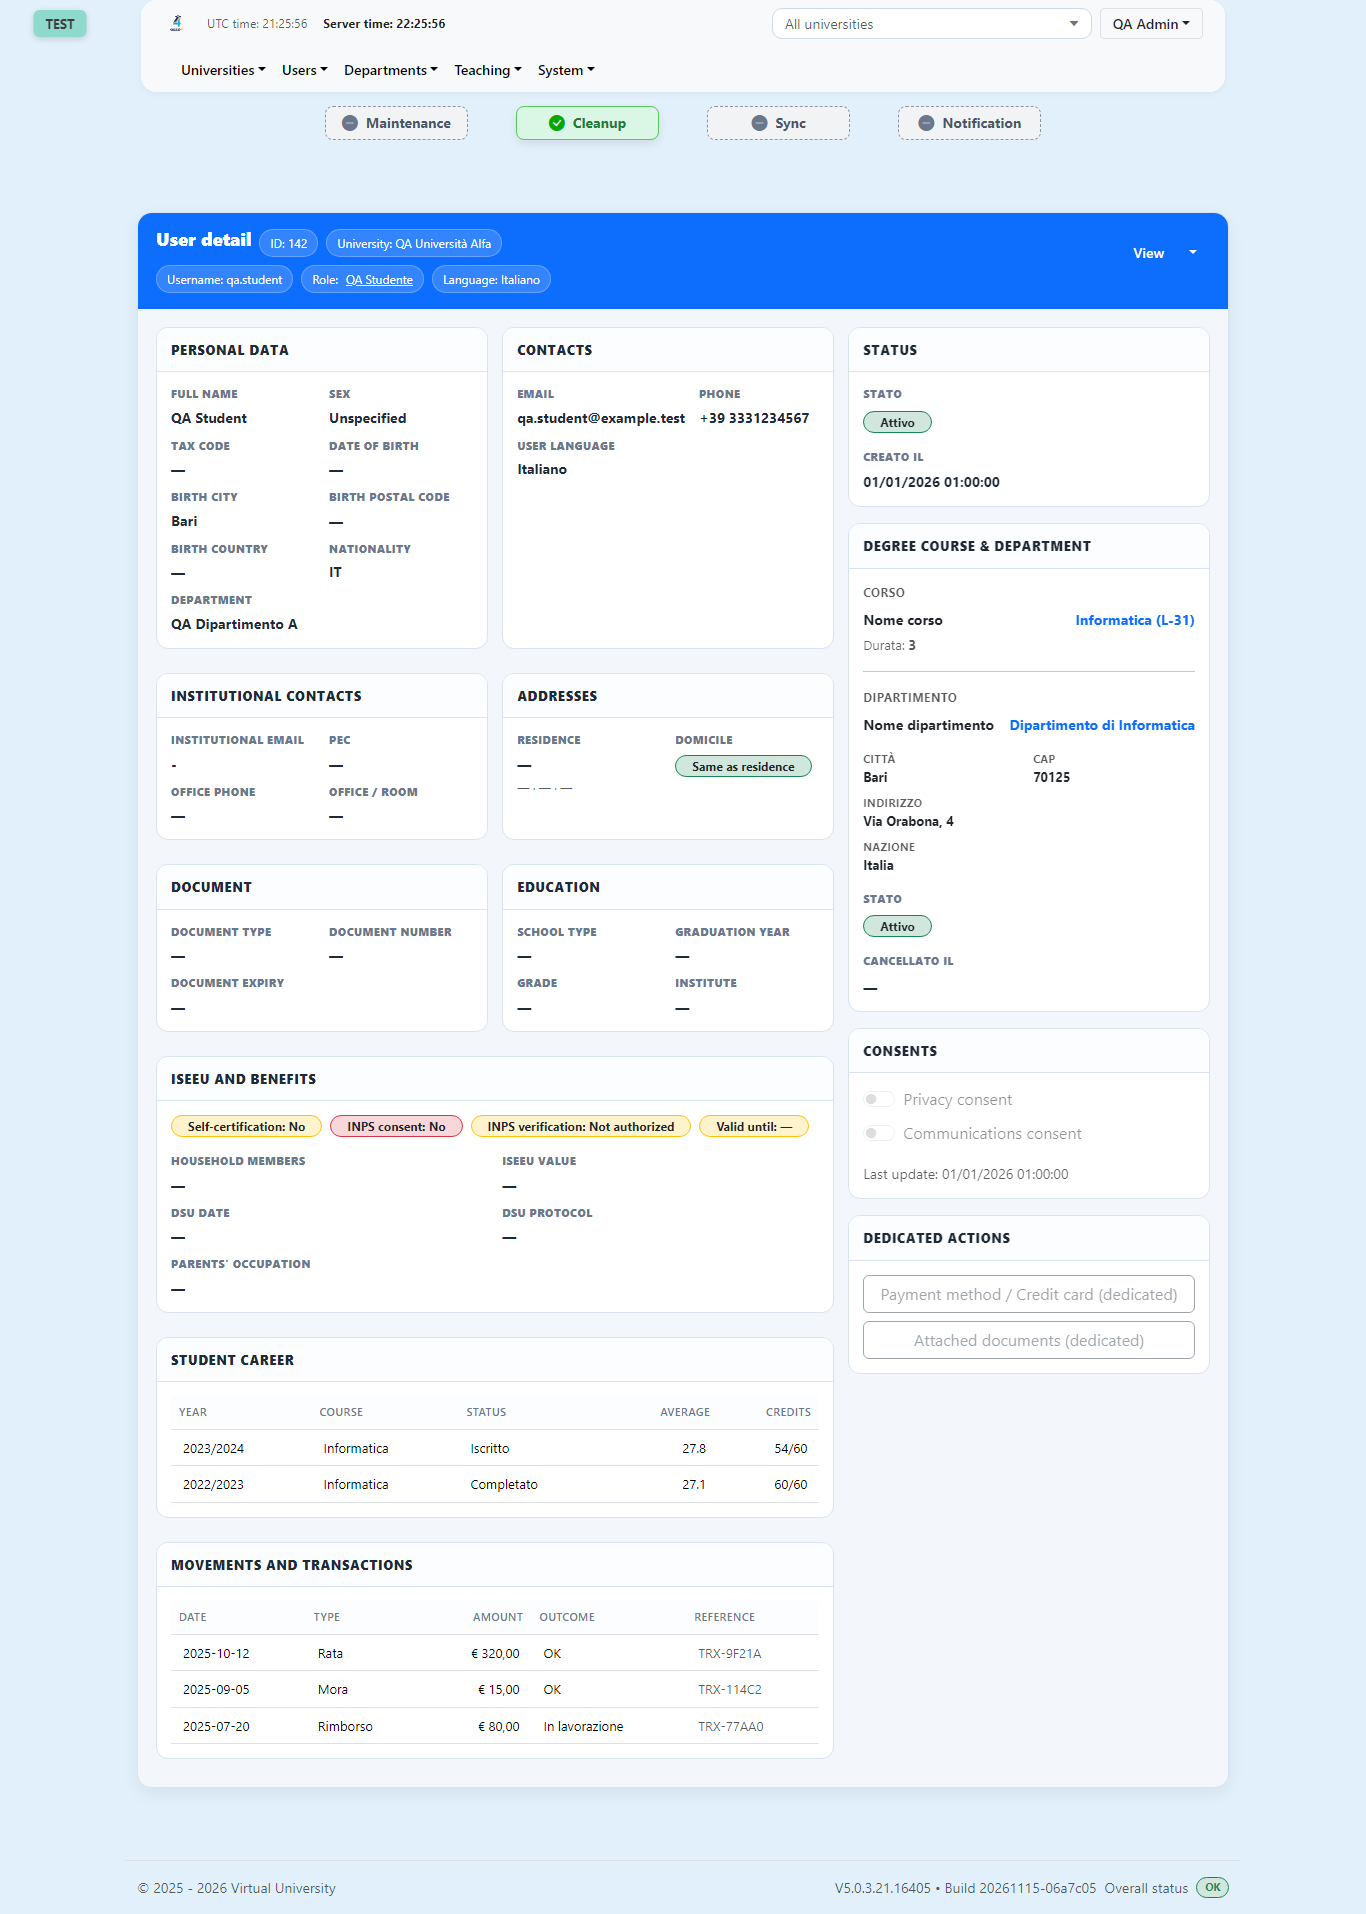 TEST
UTC time: 21:25:56 Server time: 22:25:56
All universities
QA Admin
Universities Users Departments Teaching System
Maintenance Cleanup Sync Notification
User detail ID: 142 University: QA Università Alfa
Username: qa.student Role: QA Studente Language: Italiano
View
PERSONAL DATA
FULL NAME SEX
QA Student Unspecified
TAX CODE DATE OF BIRTH
— —
BIRTH CITY BIRTH POSTAL CODE
Bari —
BIRTH COUNTRY NATIONALITY
— IT
DEPARTMENT
QA Dipartimento A
CONTACTS
EMAIL PHONE
qa.student@example.test +39 3331234567
USER LANGUAGE
Italiano
STATUS
STATO
Attivo
CREATO IL
01/01/2026 01:00:00
DEGREE COURSE & DEPARTMENT
CORSO
Nome corso Informatica (L-31)
Durata: 3
DIPARTIMENTO
Nome dipartimento Dipartimento di Informatica
CITTÀ CAP
Bari 70125
INDIRIZZO
Via Orabona, 4
NAZIONE
Italia
STATO
Attivo
CANCELLATO IL
—
INSTITUTIONAL CONTACTS
INSTITUTIONAL EMAIL PEC
- —
OFFICE PHONE OFFICE / ROOM
— —
ADDRESSES
RESIDENCE DOMICILE
— Same as residence
— · — · —
DOCUMENT
DOCUMENT TYPE DOCUMENT NUMBER
— —
DOCUMENT EXPIRY
—
EDUCATION
SCHOOL TYPE GRADUATION YEAR
— —
GRADE INSTITUTE
— —
CONSENTS
Privacy consent
Communications consent
Last update: 01/01/2026 01:00:00
ISEEU AND BENEFITS
Self-certification: No INPS consent: No INPS verification: Not authorized Valid until: —
HOUSEHOLD MEMBERS ISEEU VALUE
— —
DSU DATE DSU PROTOCOL
— —
PARENTS' OCCUPATION
—
DEDICATED ACTIONS
Payment method / Credit card (dedicated)
Attached documents (dedicated)
STUDENT CAREER
YEAR COURSE STATUS AVERAGE CREDITS
2023/2024 Informatica Iscritto 27.8 54/60
2022/2023 Informatica Completato 27.1 60/60
MOVEMENTS AND TRANSACTIONS
DATE TYPE AMOUNT OUTCOME REFERENCE
2025-10-12 Rata € 320,00 OK TRX-9F21A
2025-09-05 Mora € 15,00 OK TRX-114C2
2025-07-20 Rimborso € 80,00 In lavorazione TRX-77AA0
© 2025 - 2026 Virtual University
V5.0.3.21.16405 • Build 20261115-06a7c05 Overall status OK